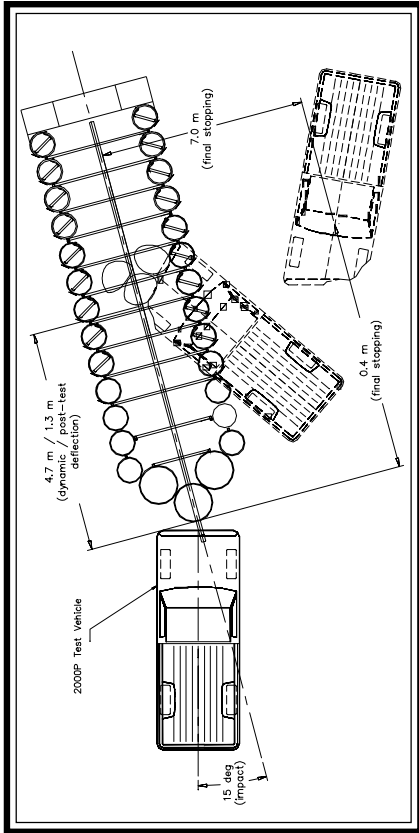 7.0 m
(final stopping)
4.7 m / 1.3 m
(dynamic / post-test
deflection)
0.4 m
(final stopping)
2000P Test Vehicle
15 deg
(impact)